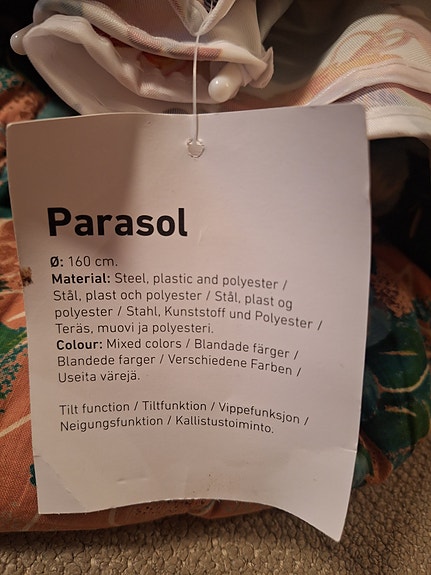 Parasol
Ø: 160 cm.
Material: Steel, plastic and polyester /
Stål, plast och polyester / Stål, plast og
polyester / Stahl, Kunststoff und Polyester /
Teräs, muovi ja polyesteri.
Colour: Mixed colors / Blandade färger /
Blandede farger / Verschiedene Farben /
Useita värejä.
Tilt function / Tiltfunktion / Vippefunksjon /
Neigungsfunktion / Kallistustoiminto.